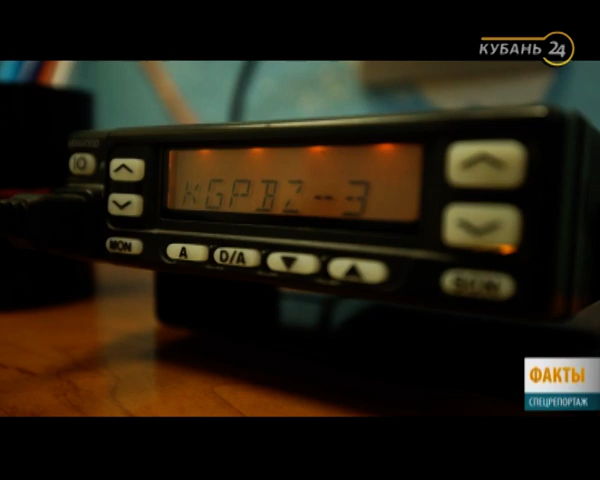 КУБАНЬ 24
KGPBZ--3
MON
A
D/A
ФАКТЫ
СПЕЦРЕПОРТАЖ